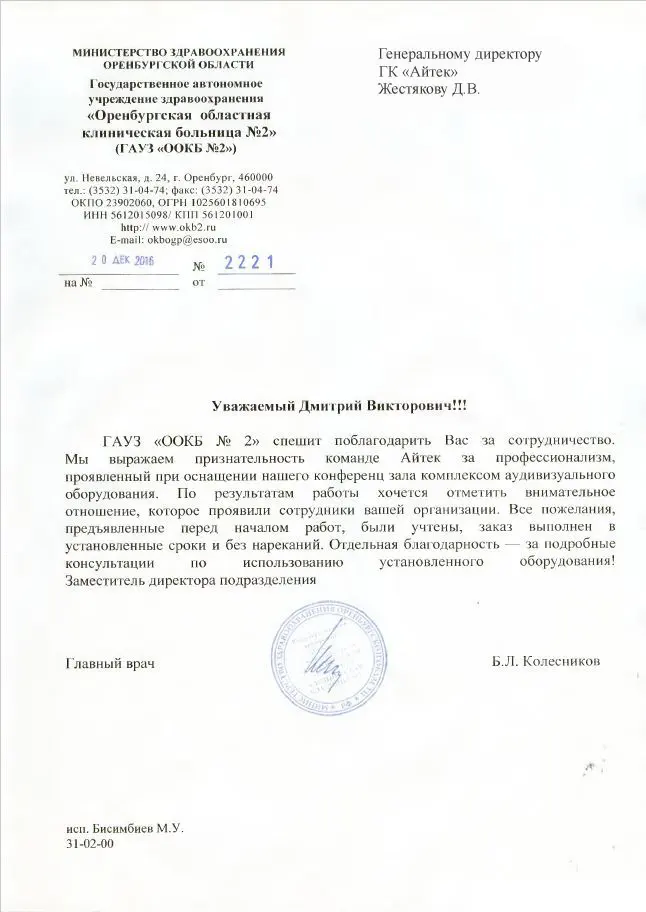 МИНИСТЕРСТВО ЗДРАВООХРАНЕНИЯ
ОРЕНБУРГСКОЙ ОБЛАСТИ
Государственное автономное
учреждение здравоохранения
«Оренбургская областная
клиническая больница №2»
(ГАУЗ «ООКБ №2»)
ул. Невельская, д. 24, г. Оренбург, 460000
тел.: (3532) 31-04-74; факс: (3532) 31-04-74
ОКПО 23902060, ОГРН 1025601810695
ИНН 5612015098/ КПП 561201001
http:// www.okb2.ru
E-mail: okbogp@esoo.ru
20 ДЕК 2016 № 2221
на № от
Генеральному директору
ГК «Айтек»
Жестякову Д.В.
Уважаемый Дмитрий Викторович!!!
ГАУЗ «ООКБ № 2» спешит поблагодарить Вас за сотрудничество.
Мы выражаем признательность команде Айтек за профессионализм,
проявленный при оснащении нашего конференц зала комплексом аудивизуального
оборудования. По результатам работы хочется отметить внимательное
отношение, которое проявили сотрудники вашей организации. Все пожелания,
предъявленные перед началом работ, были учтены, заказ выполнен в
установленные сроки и без нареканий. Отдельная благодарность — за подробные
консультации по использованию установленного оборудования!
Заместитель директора подразделения
Главный врач
Б.Л. Колесников
МИНИСТЕРСТВО ЗДРАВООХРАНЕНИЯ ОРЕНБУРГСКОЙ
РФ
исп. Бисимбиев М.У.
31-02-00